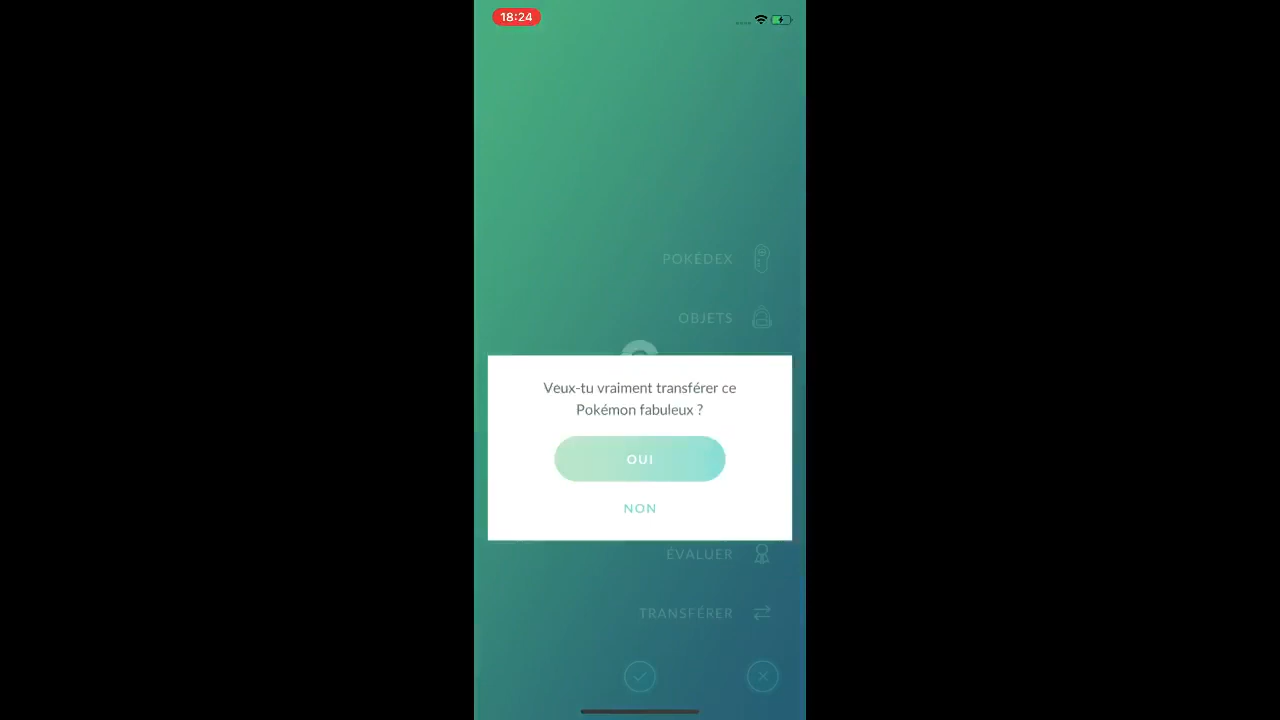 18:24
POKÉDEX
OBJETS
Veux-tu vraiment transférer ce
Pokémon fabuleux ?
OUI
NON
ÉVALUER
TRANSFÉRER